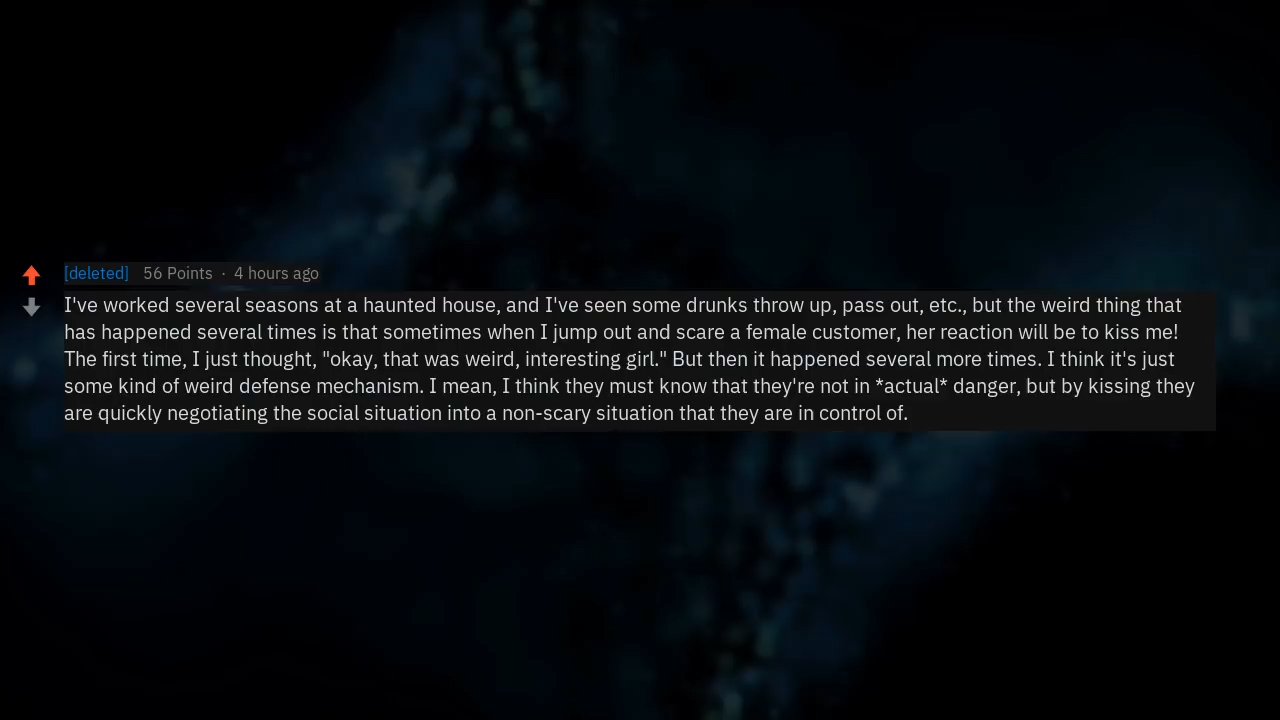 [deleted] 56 Points · 4 hours ago
I've worked several seasons at a haunted house, and I've seen some drunks throw up, pass out, etc., but the weird thing that
has happened several times is that sometimes when I jump out and scare a female customer, her reaction will be to kiss me!
The first time, I just thought, "okay, that was weird, interesting girl." But then it happened several more times. I think it's just
some kind of weird defense mechanism. I mean, I think they must know that they're not in *actual* danger, but by kissing they
are quickly negotiating the social situation into a non-scary situation that they are in control of.